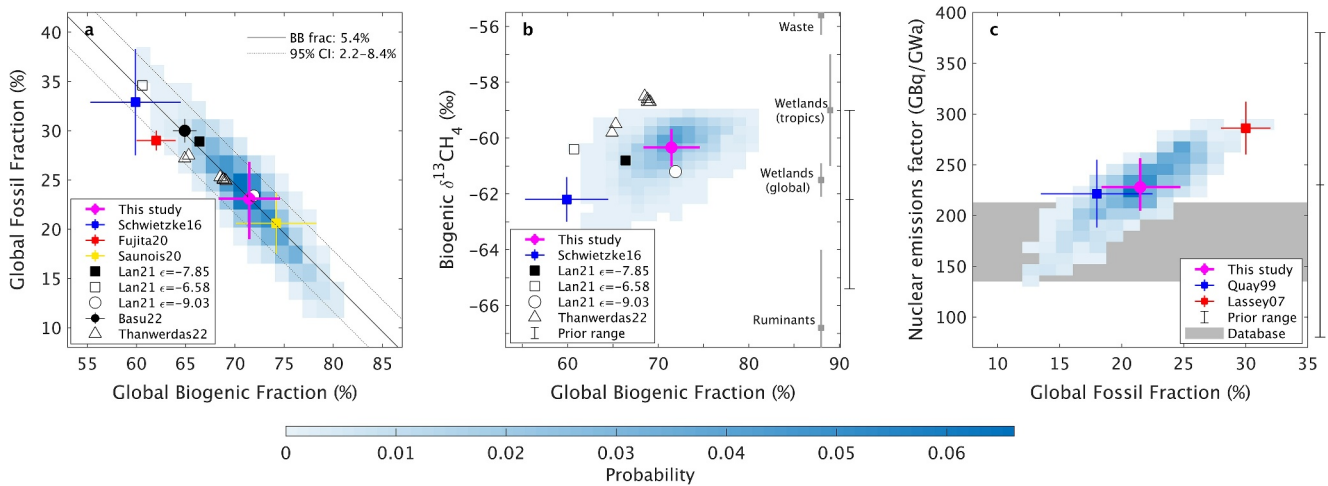 a
BB frac: 5.4%
95% CI: 2.2–8.4%
Global Fossil Fraction (%)
40
35
30
25
20
15
10
This study
Schwietzke16
Fujita20
Saunois20
Lan21 ϵ=−7.85
Lan21 ϵ=−6.58
Lan21 ϵ=−9.03
Basu22
Thanwerdas22
55 60 65 70 75 80 85
Global Biogenic Fraction (%)
b
Biogenic δ¹³CH₄ (‰)
−55
−58
−60
−62
−64
−66
Waste
Wetlands
(tropics)
Wetlands
(global)
Ruminants
This study
Schwietzke16
Lan21 ϵ=−7.85
Lan21 ϵ=−6.58
Lan21 ϵ=−9.03
Thanwerdas22
Prior range
60 70 80 90
Global Biogenic Fraction (%)
c
Nuclear emissions factor (GBq/GWa)
400
350
300
250
200
150
100
This study
Quay99
Lassey07
Prior range
Database
10 15 20 25 30 35
Global Fossil Fraction (%)
0 0.01 0.02 0.03 0.04 0.05 0.06
Probability